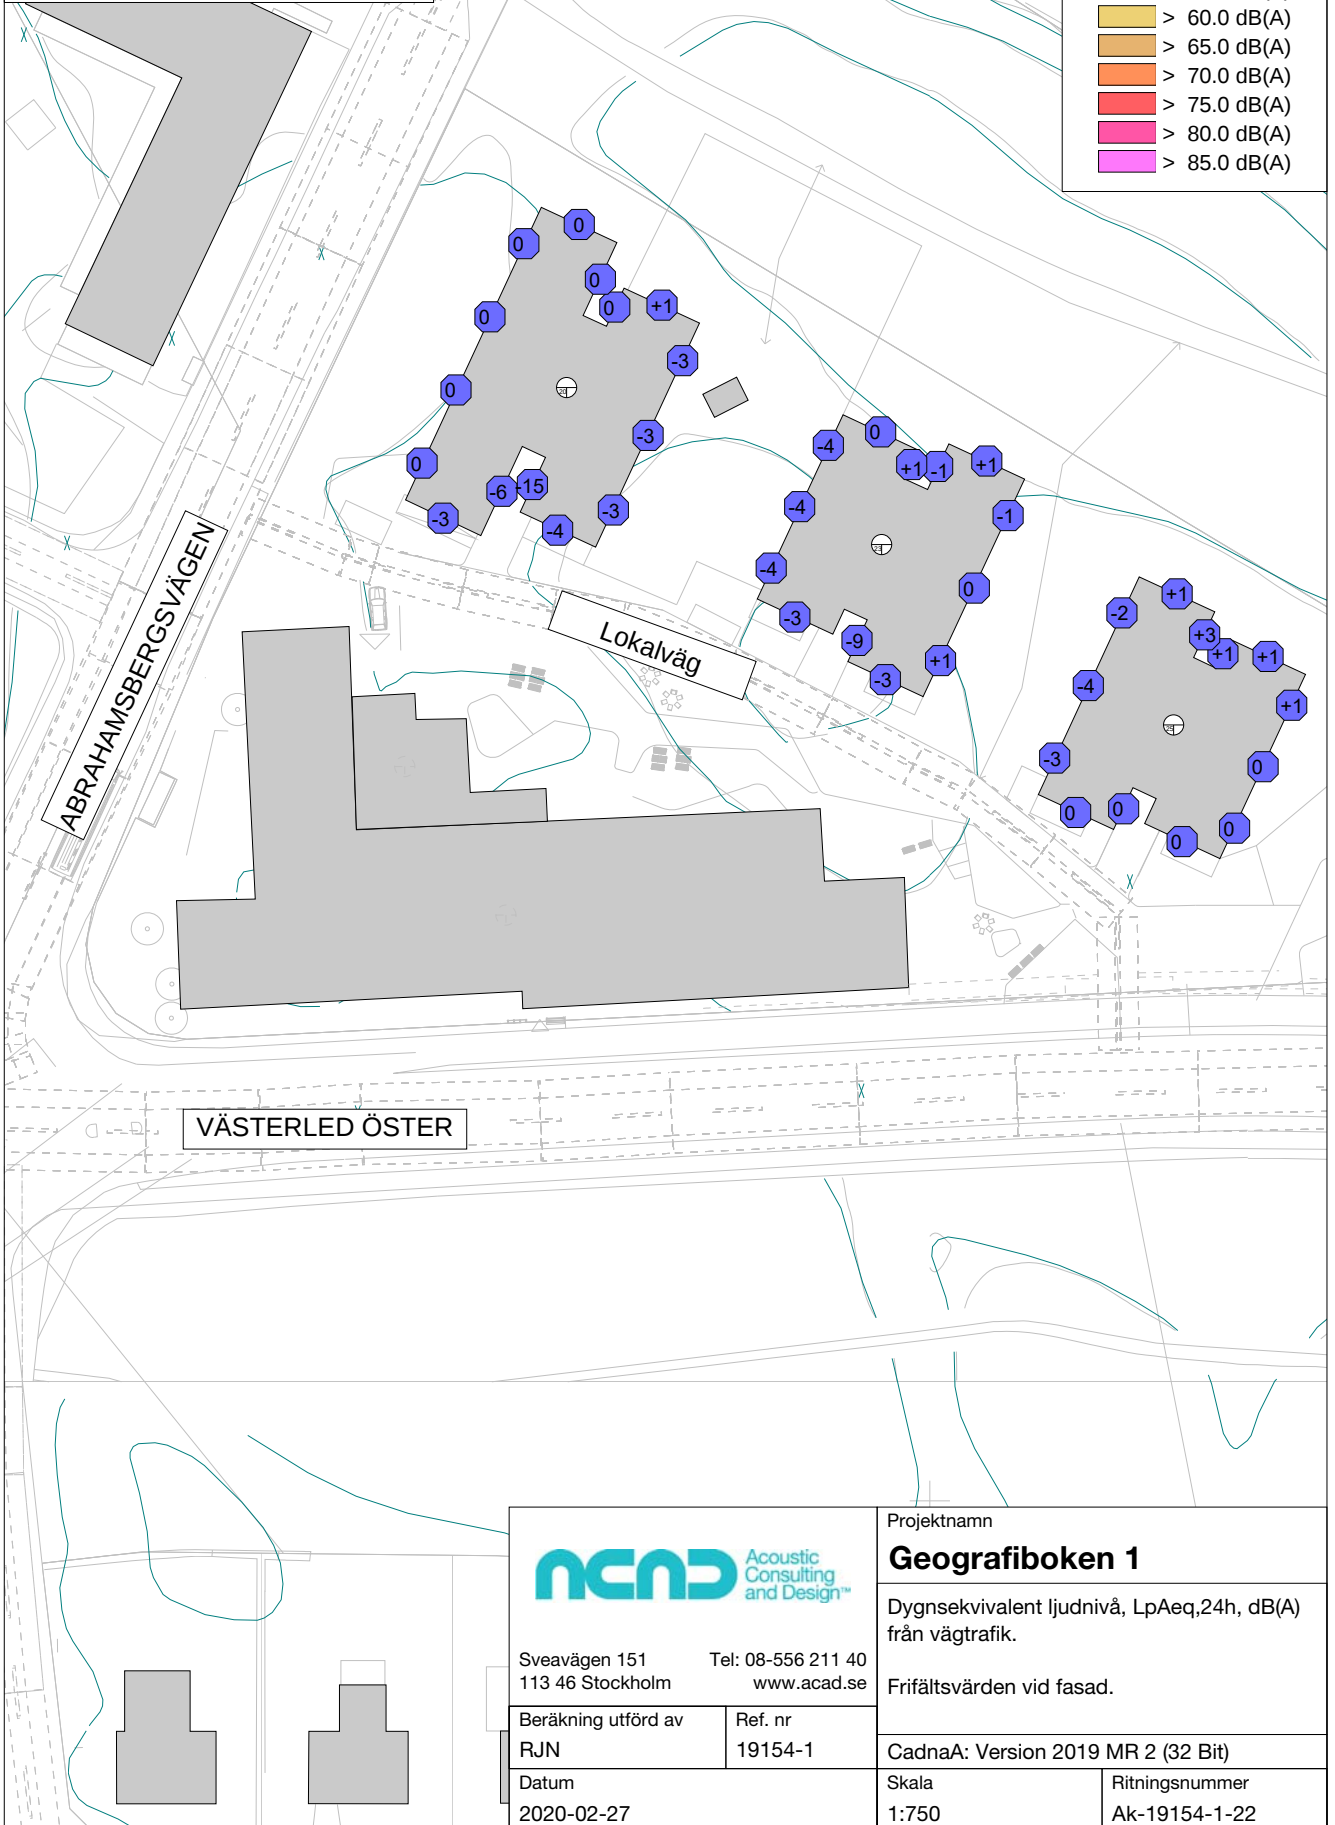 > 60.0 dB(A)
> 65.0 dB(A)
> 70.0 dB(A)
> 75.0 dB(A)
> 80.0 dB(A)
> 85.0 dB(A)
0
0
0
0
0
+1
-3
0
0
-3
0
-6
-15
-3
-3
-4
0
-4
+1
-1
+1
-4
-1
-4
0
-3
-9
+1
-3
+1
-2
+3
+1
+1
-4
+1
-3
0
0
0
0
0
20
23
25
ABRAHAMSBERGSVÄGEN
Lokalväg
VÄSTERLED ÖSTER
ACAD
Acoustic
Consulting
and Design™
Sveavägen 151
113 46 Stockholm
Tel: 08-556 211 40
www.acad.se
Beräkning utförd av
RJN
Ref. nr
19154-1
Datum
2020-02-27
Projektnamn
Geografiboken 1
Dygnsekvivalent ljudnivå, LpAeq,24h, dB(A)
från vägtrafik.
Frifältsvärden vid fasad.
CadnaA: Version 2019 MR 2 (32 Bit)
Skala
1:750
Ritningsnummer
Ak-19154-1-22